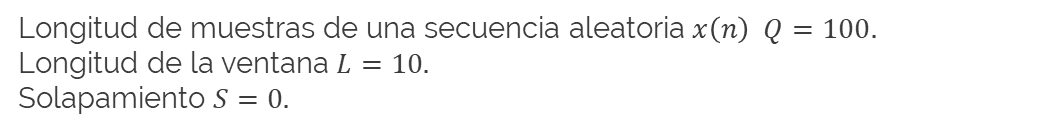 Longitud de muestras de una secuencia aleatoria x(n) Q = 100.
Longitud de la ventana L = 10.
Solapamiento S = 0.